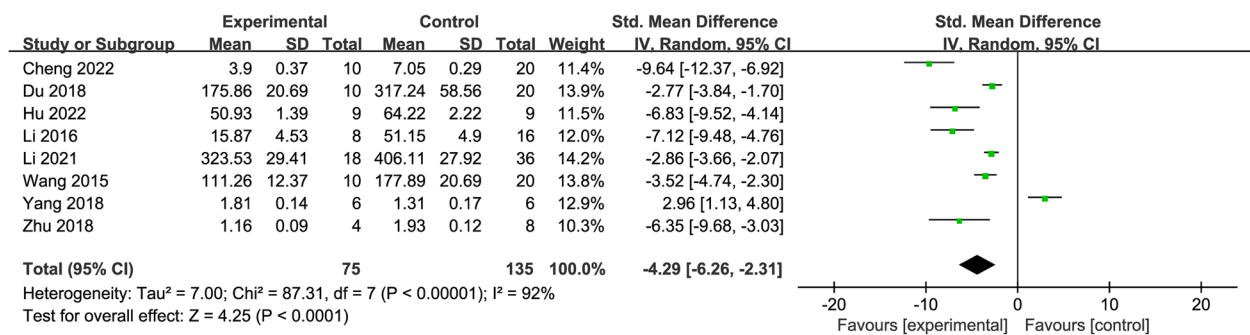 Experimental Control Std. Mean Difference Std. Mean Difference
Study or Subgroup Mean SD Total Mean SD Total Weight IV, Random, 95% CI IV, Random, 95% CI
Cheng 2022 3.9 0.37 10 7.05 0.29 20 11.4% -9.64 [-12.37, -6.92]
Du 2018 175.86 20.69 10 317.24 58.56 20 13.9% -2.77 [-3.84, -1.70]
Hu 2022 50.93 1.39 9 64.22 2.22 9 11.5% -6.83 [-9.52, -4.14]
Li 2016 15.87 4.53 8 51.15 4.9 16 12.0% -7.12 [-9.48, -4.76]
Li 2021 323.53 29.41 18 406.11 27.92 36 14.2% -2.86 [-3.66, -2.07]
Wang 2015 111.26 12.37 10 177.89 20.69 20 13.8% -3.52 [-4.74, -2.30]
Yang 2018 1.81 0.14 6 1.31 0.17 6 12.9% 2.96 [1.13, 4.80]
Zhu 2018 1.16 0.09 4 1.93 0.12 8 10.3% -6.35 [-9.68, -3.03]
Total (95% CI) 75 135 100.0% -4.29 [-6.26, -2.31]
Heterogeneity: Tau² = 7.00; Chi² = 87.31, df = 7 (P < 0.00001); I² = 92%
Test for overall effect: Z = 4.25 (P < 0.0001)
-20 -10 0 10 20
Favours [experimental] Favours [control]